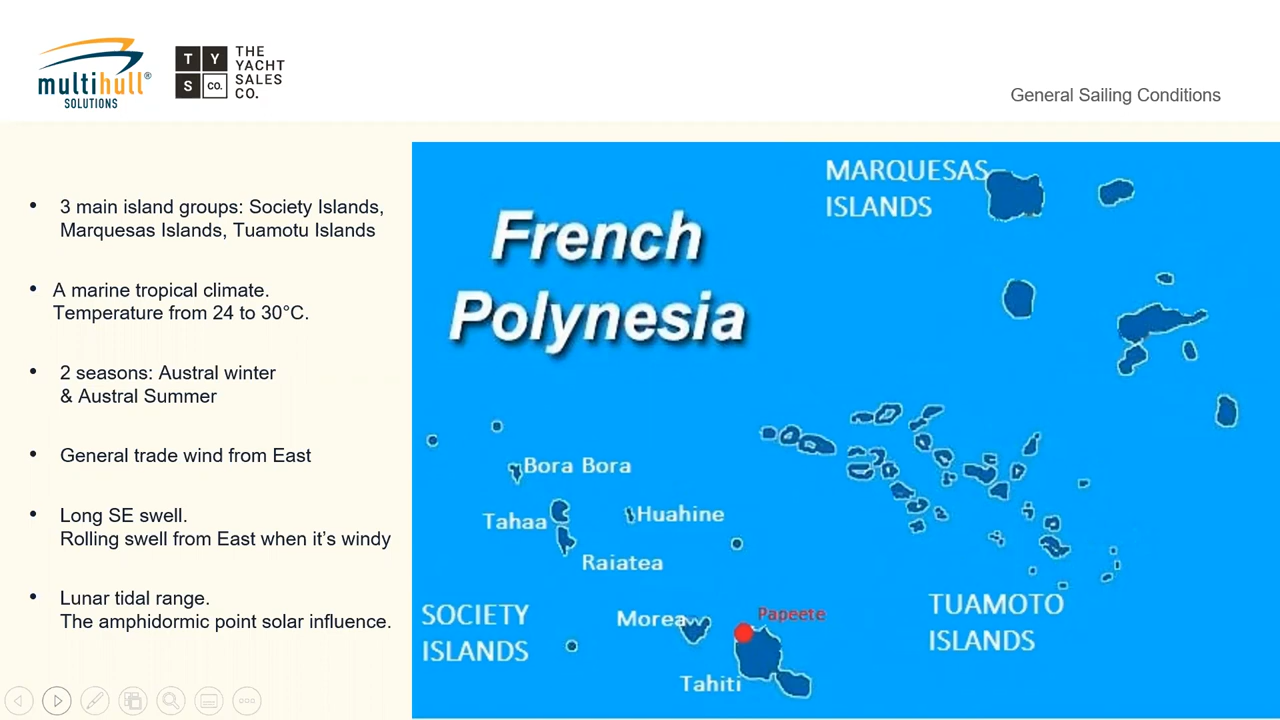 multihull®
SOLUTIONS
T Y
S CO.
THE
YACHT
SALES
CO.
General Sailing Conditions
• 3 main island groups: Society Islands,
Marquesas Islands, Tuamotu Islands
• A marine tropical climate.
Temperature from 24 to 30°C.
• 2 seasons: Austral winter
& Austral Summer
• General trade wind from East
• Long SE swell.
Rolling swell from East when it’s windy
• Lunar tidal range.
The amphidormic point solar influence.
French
Polynesia
MARQUESAS
ISLANDS
Bora Bora
Tahaa
Huahine
Raiatea
SOCIETY
ISLANDS
Morea
Papeete
Tahiti
TUAMOTO
ISLANDS